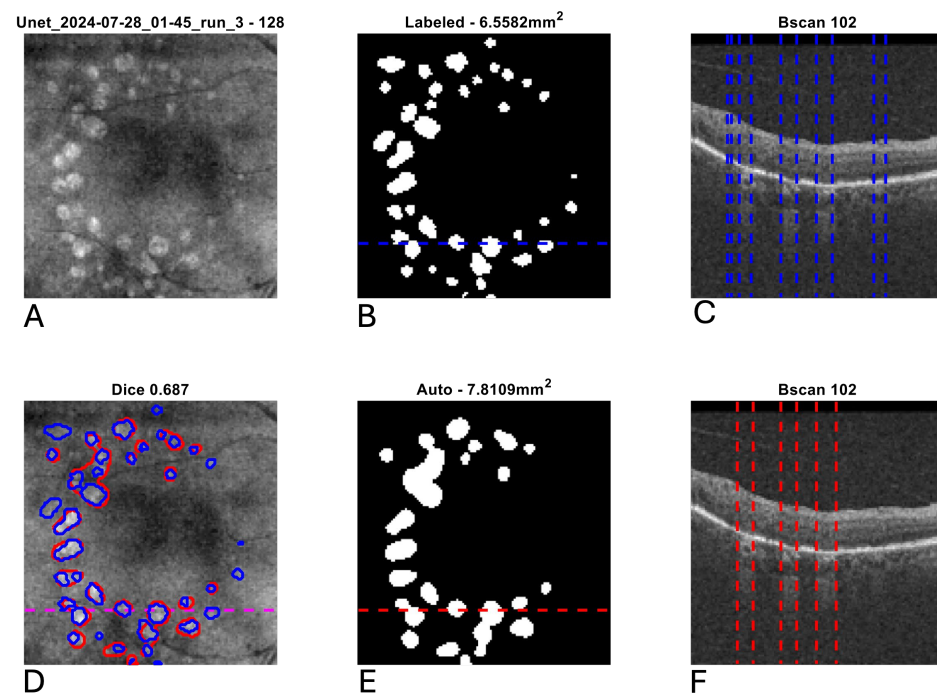 Unet_2024-07-28_01-45_run_3 - 128
Labeled - 6.5582mm²
Bscan 102
A
B
C
Dice 0.687
Auto - 7.8109mm²
Bscan 102
D
E
F